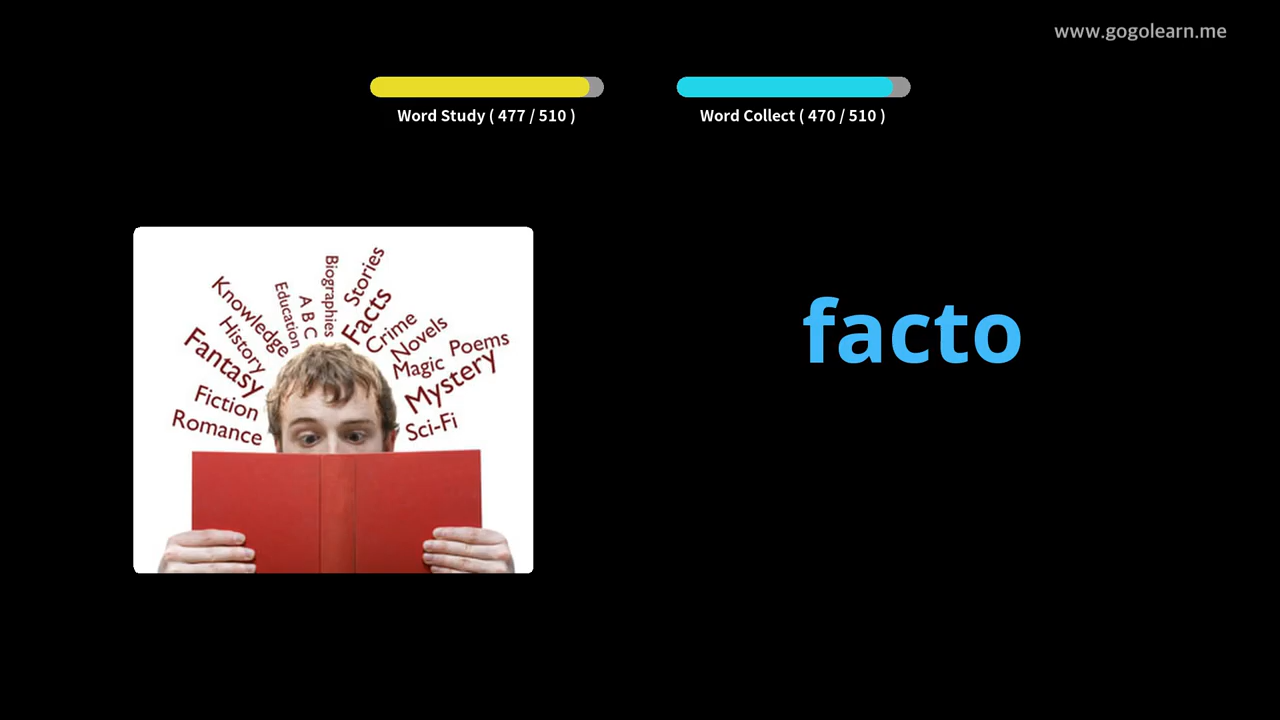 www.gogolearn.me
Word Study ( 477 / 510 )
Word Collect ( 470 / 510 )
facto
Biographies
Stories
Education
A B C
Facts
Knowledge
Crime
History
Novels
Poems
Fantasy
Magic
Mystery
Fiction
Romance
Sci-Fi